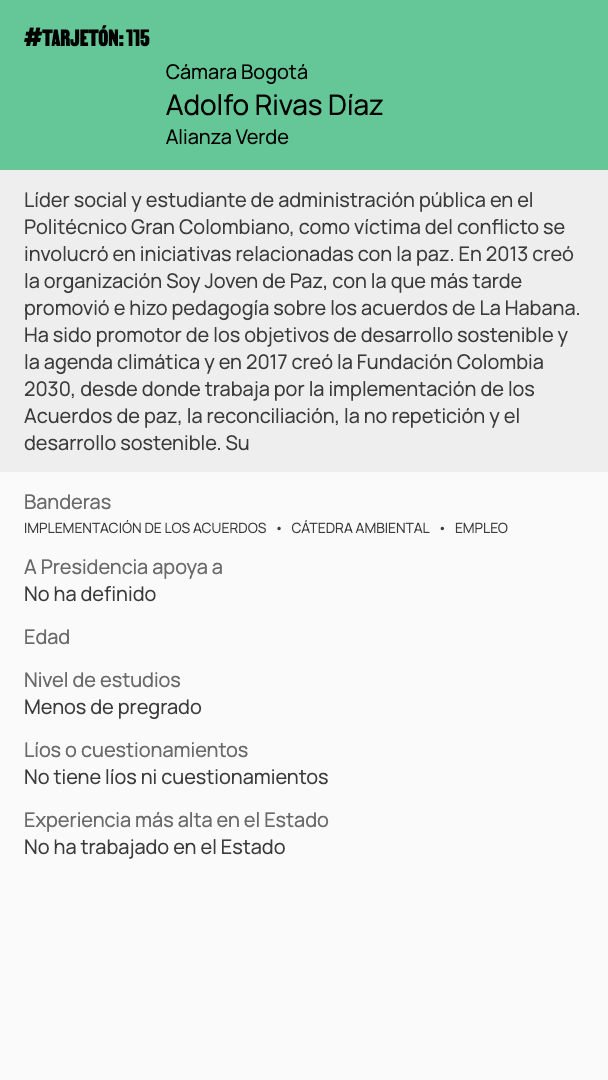 #TARJETÓN: 115
Cámara Bogotá
Adolfo Rivas Díaz
Alianza Verde
Líder social y estudiante de administración pública en el
Politécnico Gran Colombiano, como víctima del conflicto se
involucró en iniciativas relacionadas con la paz. En 2013 creó
la organización Soy Joven de Paz, con la que más tarde
promovió e hizo pedagogía sobre los acuerdos de La Habana.
Ha sido promotor de los objetivos de desarrollo sostenible y
la agenda climática y en 2017 creó la Fundación Colombia
2030, desde donde trabaja por la implementación de los
Acuerdos de paz, la reconciliación, la no repetición y el
desarrollo sostenible. Su
Banderas
IMPLEMENTACIÓN DE LOS ACUERDOS • CÁTEDRA AMBIENTAL • EMPLEO
A Presidencia apoya a
No ha definido
Edad
Nivel de estudios
Menos de pregrado
Líos o cuestionamientos
No tiene líos ni cuestionamientos
Experiencia más alta en el Estado
No ha trabajado en el Estado